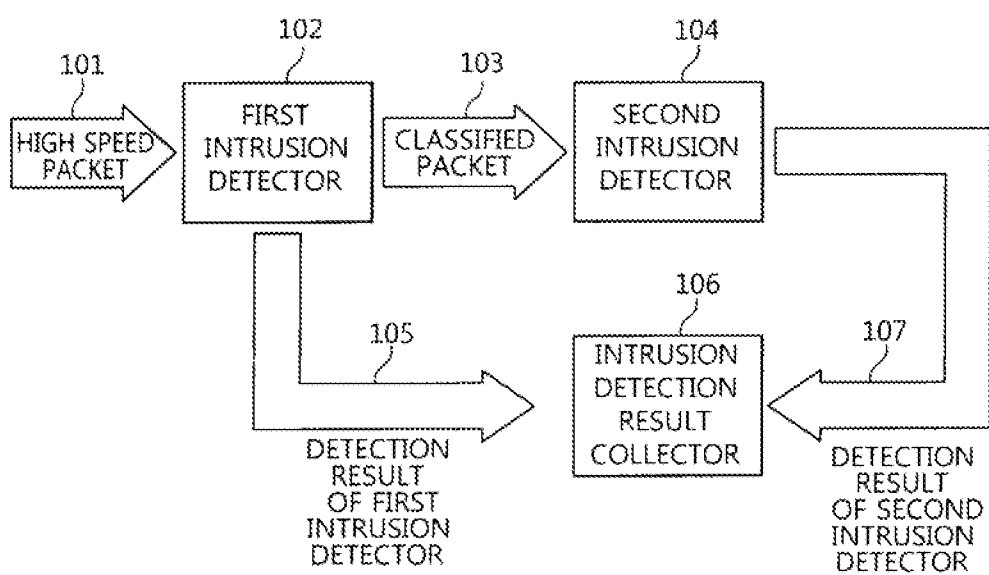 102
104
101
103
HIGH SPEED
PACKET
FIRST
INTRUSION
DETECTOR
CLASSIFIED
PACKET
SECOND
INTRUSION
DETECTOR
105
106
107
INTRUSION
DETECTION
RESULT
COLLECTOR
DETECTION
RESULT
OF FIRST
INTRUSION
DETECTOR
DETECTION
RESULT
OF SECOND
INTRUSION
DETECTOR